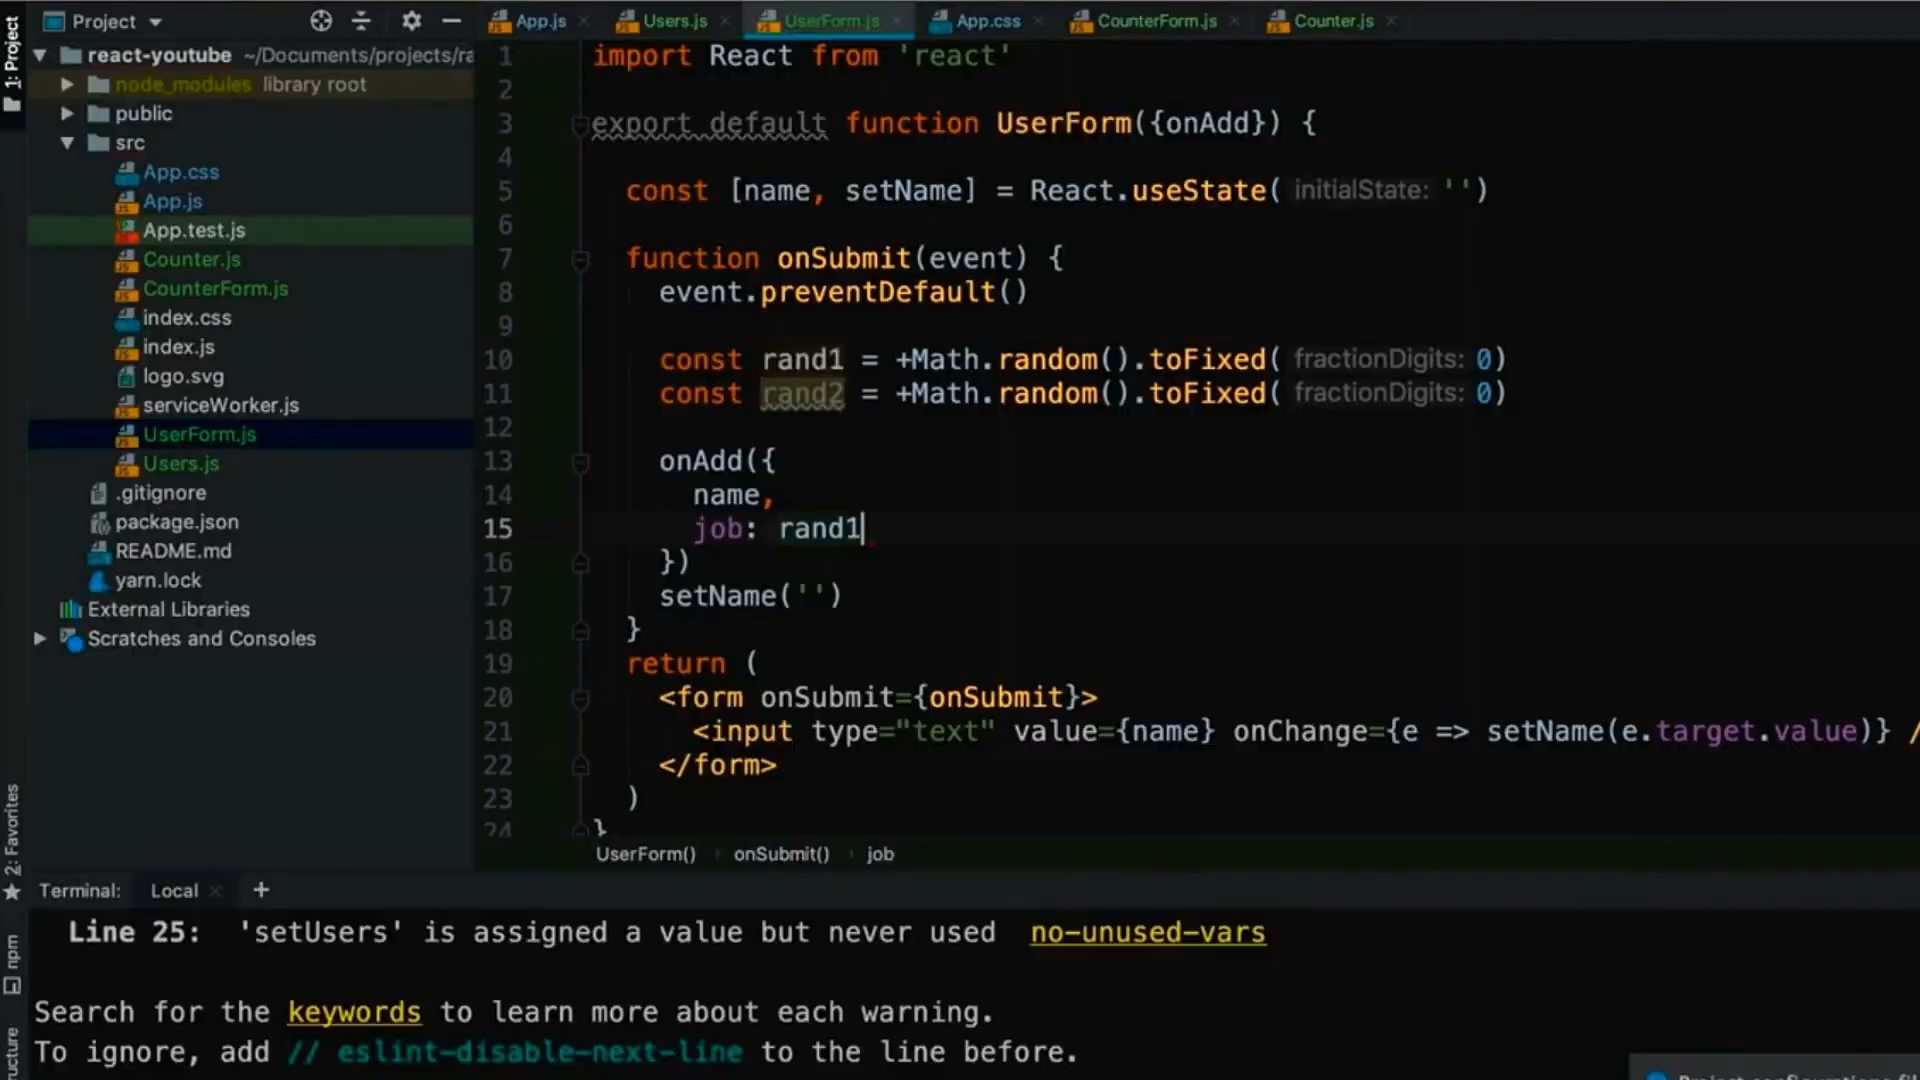 1: Project
Project
App.js
Users.js
UserForm.js
App.css
CounterForm.js
Counter.js
react-youtube ~/Documents/projects/ra
node_modules library root
public
src
App.css
App.js
App.test.js
Counter.js
CounterForm.js
index.css
index.js
logo.svg
serviceWorker.js
UserForm.js
Users.js
.gitignore
package.json
README.md
yarn.lock
External Libraries
Scratches and Consoles
1 import React from 'react'
2
3 export default function UserForm({onAdd}) {
4
5 const [name, setName] = React.useState( initialState: '')
6
7 function onSubmit(event) {
8 event.preventDefault()
9
10 const rand1 = +Math.random().toFixed( fractionDigits: 0)
11 const rand2 = +Math.random().toFixed( fractionDigits: 0)
12
13 onAdd({
14 name,
15 job: rand1
16 })
17 setName('')
18 }
19 return (
20 <form onSubmit={onSubmit}>
21 <input type="text" value={name} onChange={e => setName(e.target.value)} /
22 </form>
23 )
24 }
UserForm() onSubmit() job
2: Favorites
npm
ructure
Terminal: Local +
Line 25: 'setUsers' is assigned a value but never used no-unused-vars
Search for the keywords to learn more about each warning.
To ignore, add // eslint-disable-next-line to the line before.